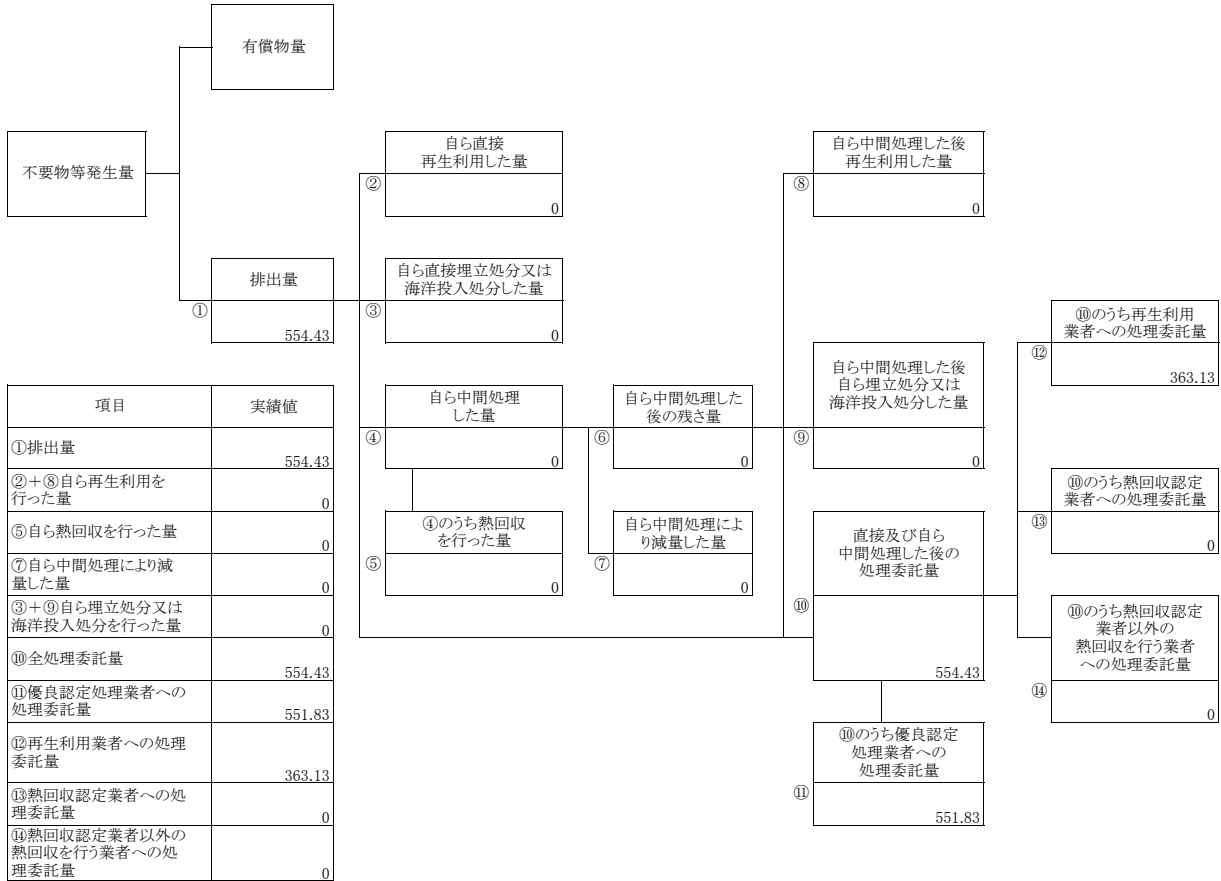 有償物量
不要物等発生量
自ら直接
再生利用した量
②
0
自ら中間処理した後
再生利用した量
⑧
0
排出量
①
554.43
自ら直接埋立処分又は
海洋投入処分した量
③
0
⑩のうち再生利用
業者への処理委託量
⑫
363.13
自ら中間処理
した量
④
0
自ら中間処理した
後の残さ量
⑥
0
自ら中間処理した後
自ら埋立処分又は
海洋投入処分した量
⑨
0
⑩のうち熱回収認定
業者への処理委託量
⑬
0
④のうち熱回収
を行った量
⑤
0
自ら中間処理によ
り減量した量
⑦
0
直接及び自ら
中間処理した後の
処理委託量
⑩
554.43
⑩のうち熱回収認定
業者以外の
熱回収を行う業者
への処理委託量
⑭
0
⑩のうち優良認定
処理業者への
処理委託量
⑪
551.83
項目
実績値
①排出量
554.43
②+⑧自ら再生利用を
行った量
0
⑤自ら熱回収を行った量
0
⑦自ら中間処理により減
量した量
0
③+⑨自ら埋立処分又は
海洋投入処分を行った量
0
⑩全処理委託量
554.43
⑪優良認定処理業者への
処理委託量
551.83
⑫再生利用業者への処理
委託量
363.13
⑬熱回収認定業者への処
理委託量
0
⑭熱回収認定業者以外の
熱回収を行う業者への処
理委託量
0